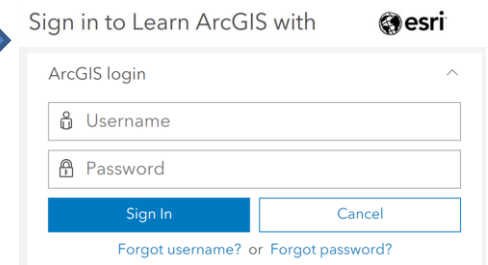 Sign in to Learn ArcGIS with esri
ArcGIS login
Username
Password
Sign In Cancel
Forgot username? or Forgot password?